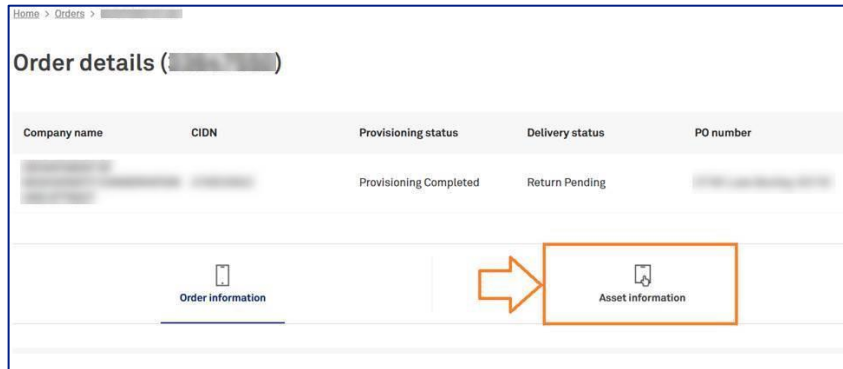 Home > Orders >
Order details ( )
Company name CIDN Provisioning status Delivery status PO number
Provisioning Completed Return Pending
Order information Asset information